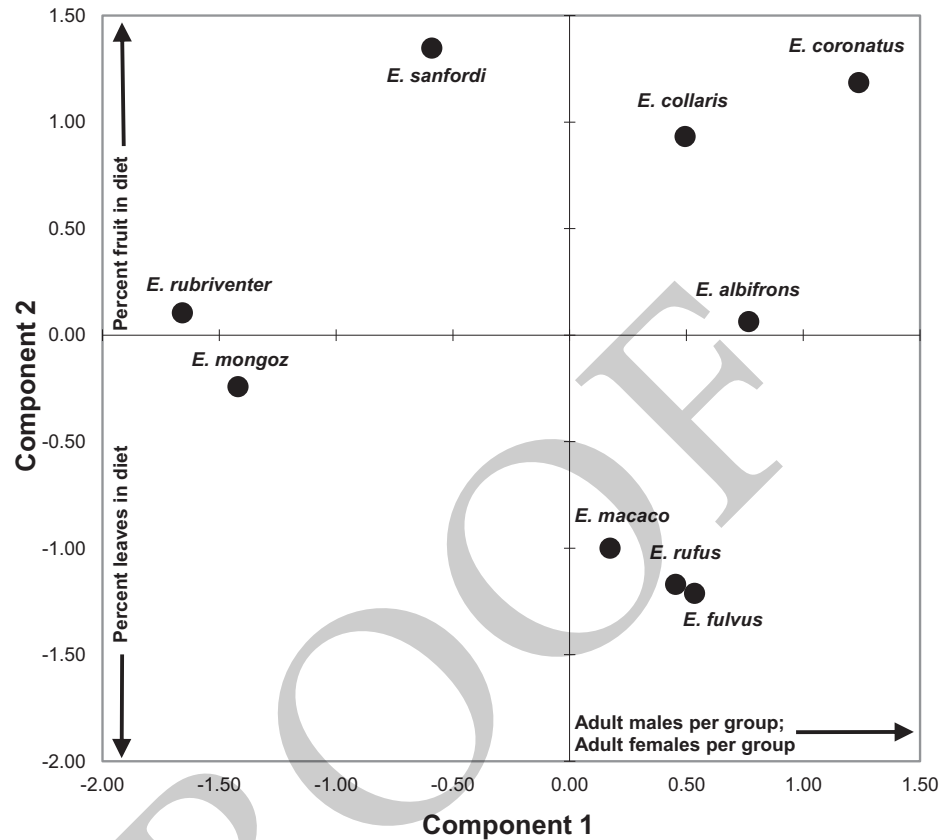 1.50
E. coronatus
E. sanfordi
E. collaris
1.00
Percent fruit in diet
0.50
E. rubriventer
E. albifrons
0.00
E. mongoz
Component 2
-0.50
Percent leaves in diet
E. macaco
-1.00
E. rufus
E. fulvus
-1.50
Adult males per group;
Adult females per group
-2.00
-2.00 -1.50 -1.00 -0.50 0.00 0.50 1.00 1.50
Component 1
PROOF